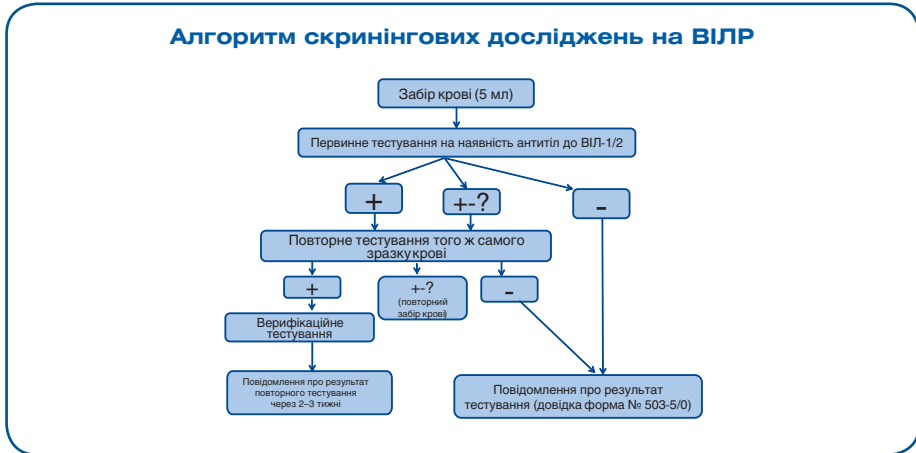 Алгоритм скринінгових досліджень на ВІЛР
Забір крові (5 мл)
Первинне тестування на наявність антитіл до ВІЛ-1/2
+
+-?
-
Повторне тестування того ж самого
зразкукрові
+
+-?
(повторний
забір крові)
-
Верифікаційне
тестування
Повідомлення про результат
повторного тестування
через 2–3 тижні
Повідомлення про результат
тестування (довідка форма № 503-5/0)